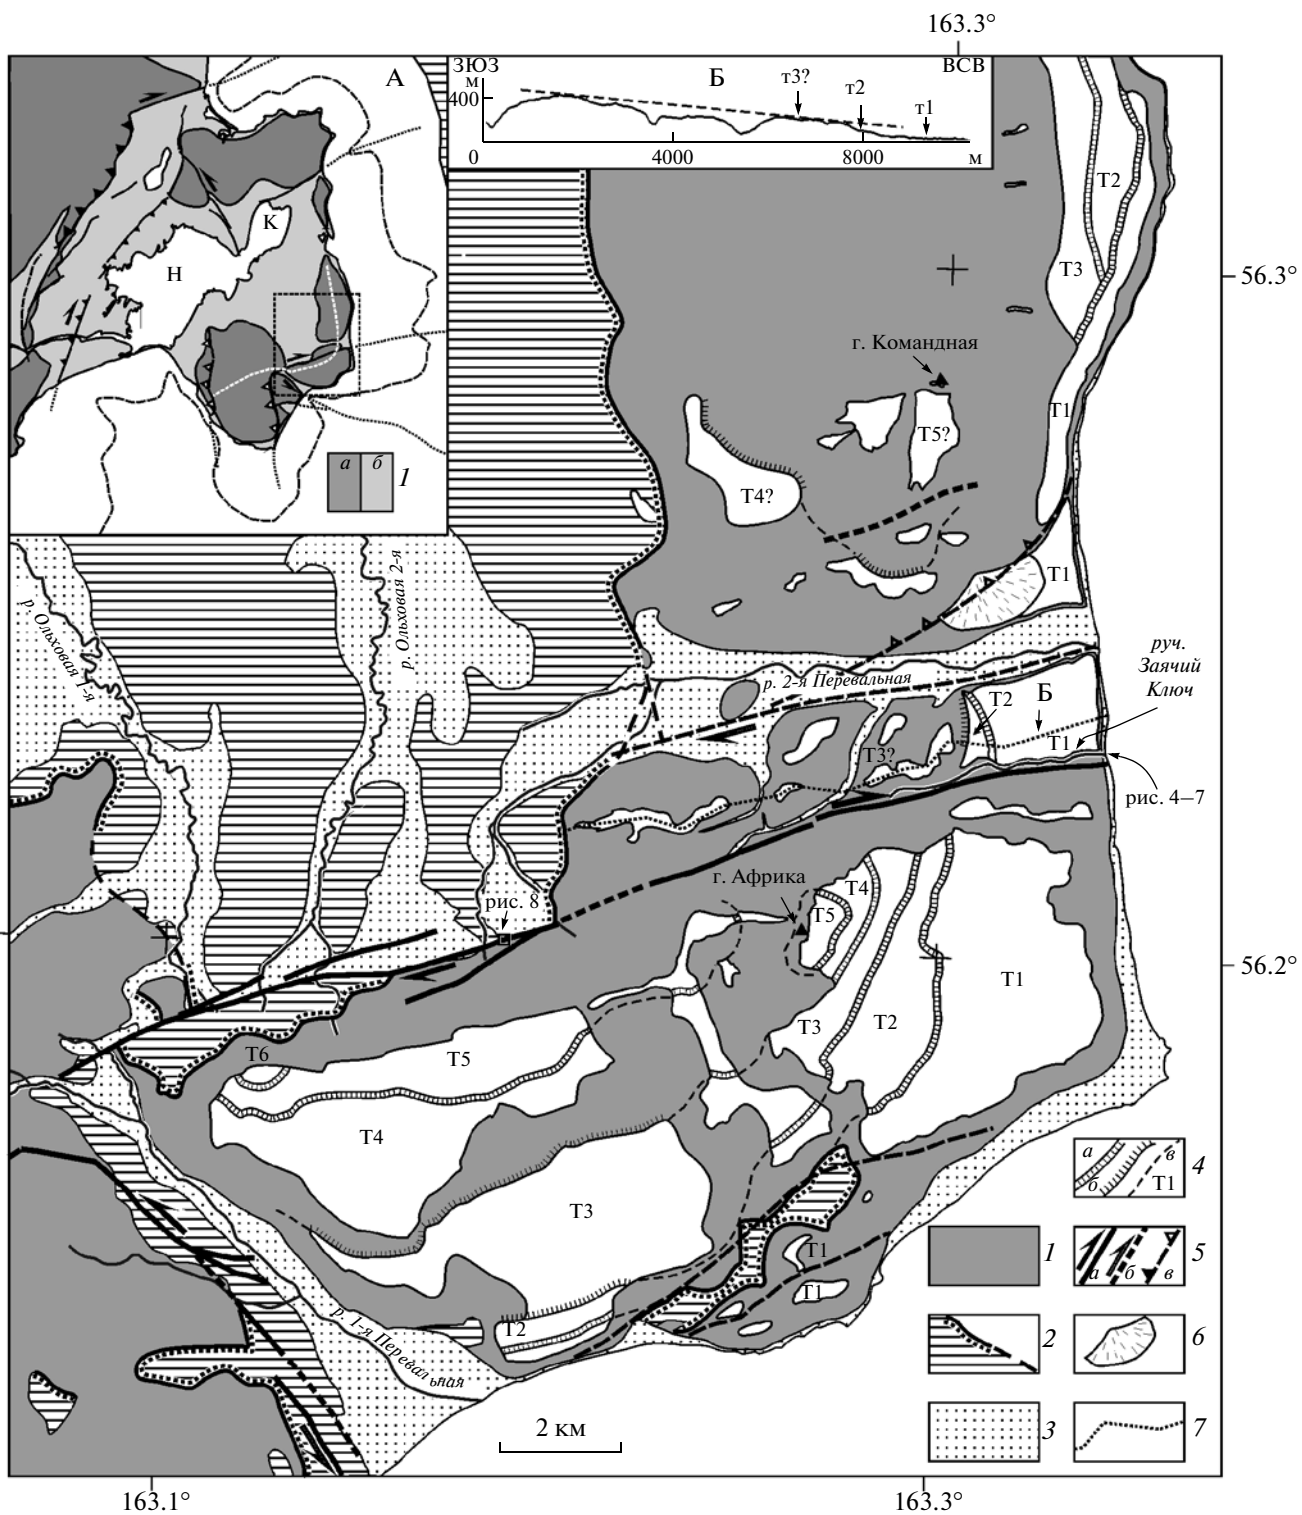 163.3°
А
ЗЮЗ
Б
ВСВ
м
400
т3?
т2
т1
0
4000
8000
м
К
Н
а
б
1
Т2
Т3
56.3°
г. Командная
Т1
Т5?
Т4?
Т1
р. Ольховая 1-я
р. Ольховая 2-я
руч.
Заячий
Ключ
р. 2-я Перевальная
Т2
Б
Т1
Т3?
рис. 4–7
г. Африка
Т4
Т5
рис. 8
56.2°
Т1
Т3
Т2
Т6
Т5
Т4
Т3
Т1
Т1
Т2
р. 1-я Перевальная
2 км
а
б
в
Т1
4
1
а
б
в
5
2
6
3
7
163.1°
163.3°